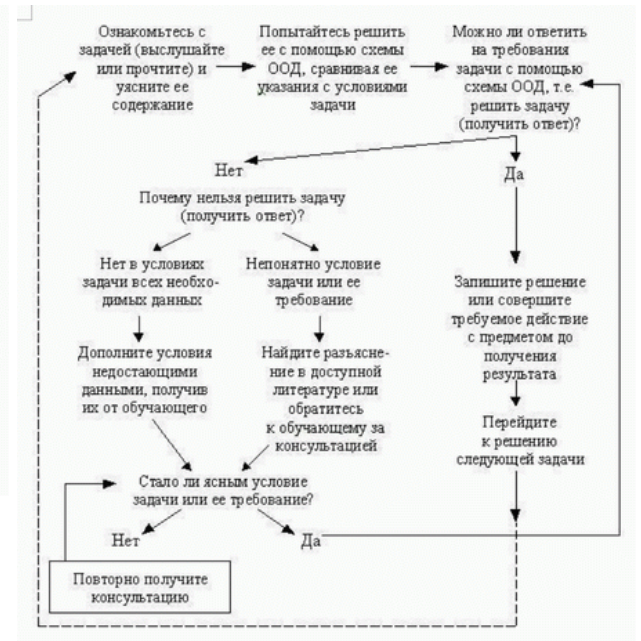 Ознакомьтесь с
задачей (выслушайте
или прочтите) и
уясните ее
содержание
Попытайтесь решить
ее с помощью схемы
ООД, сравнивая ее
указания с условиями
задачи
Можно ли ответить
на требования
задачи с помощью
схемы ООД, т.е.
решить задачу
(получить ответ)?
Нет
Да
Почему нельзя решить задачу
(получить ответ)?
Нет в условиях
задачи всех необхо-
димых данных
Непонятно условие
задачи или ее
требование
Запишите решение
или совершите
требуемое действие
с предметом до
получения
результата
Дополните условия
недостающими
данными, получив
их от обучающего
Найдите разъясне-
ние в доступной
литературе или
обратитесь
к обучающему за
консультацией
Перейдите
к решению
следующей задачи
Стало ли ясным условие
задачи или ее требование?
Нет
Да
Повторно получите
консультацию